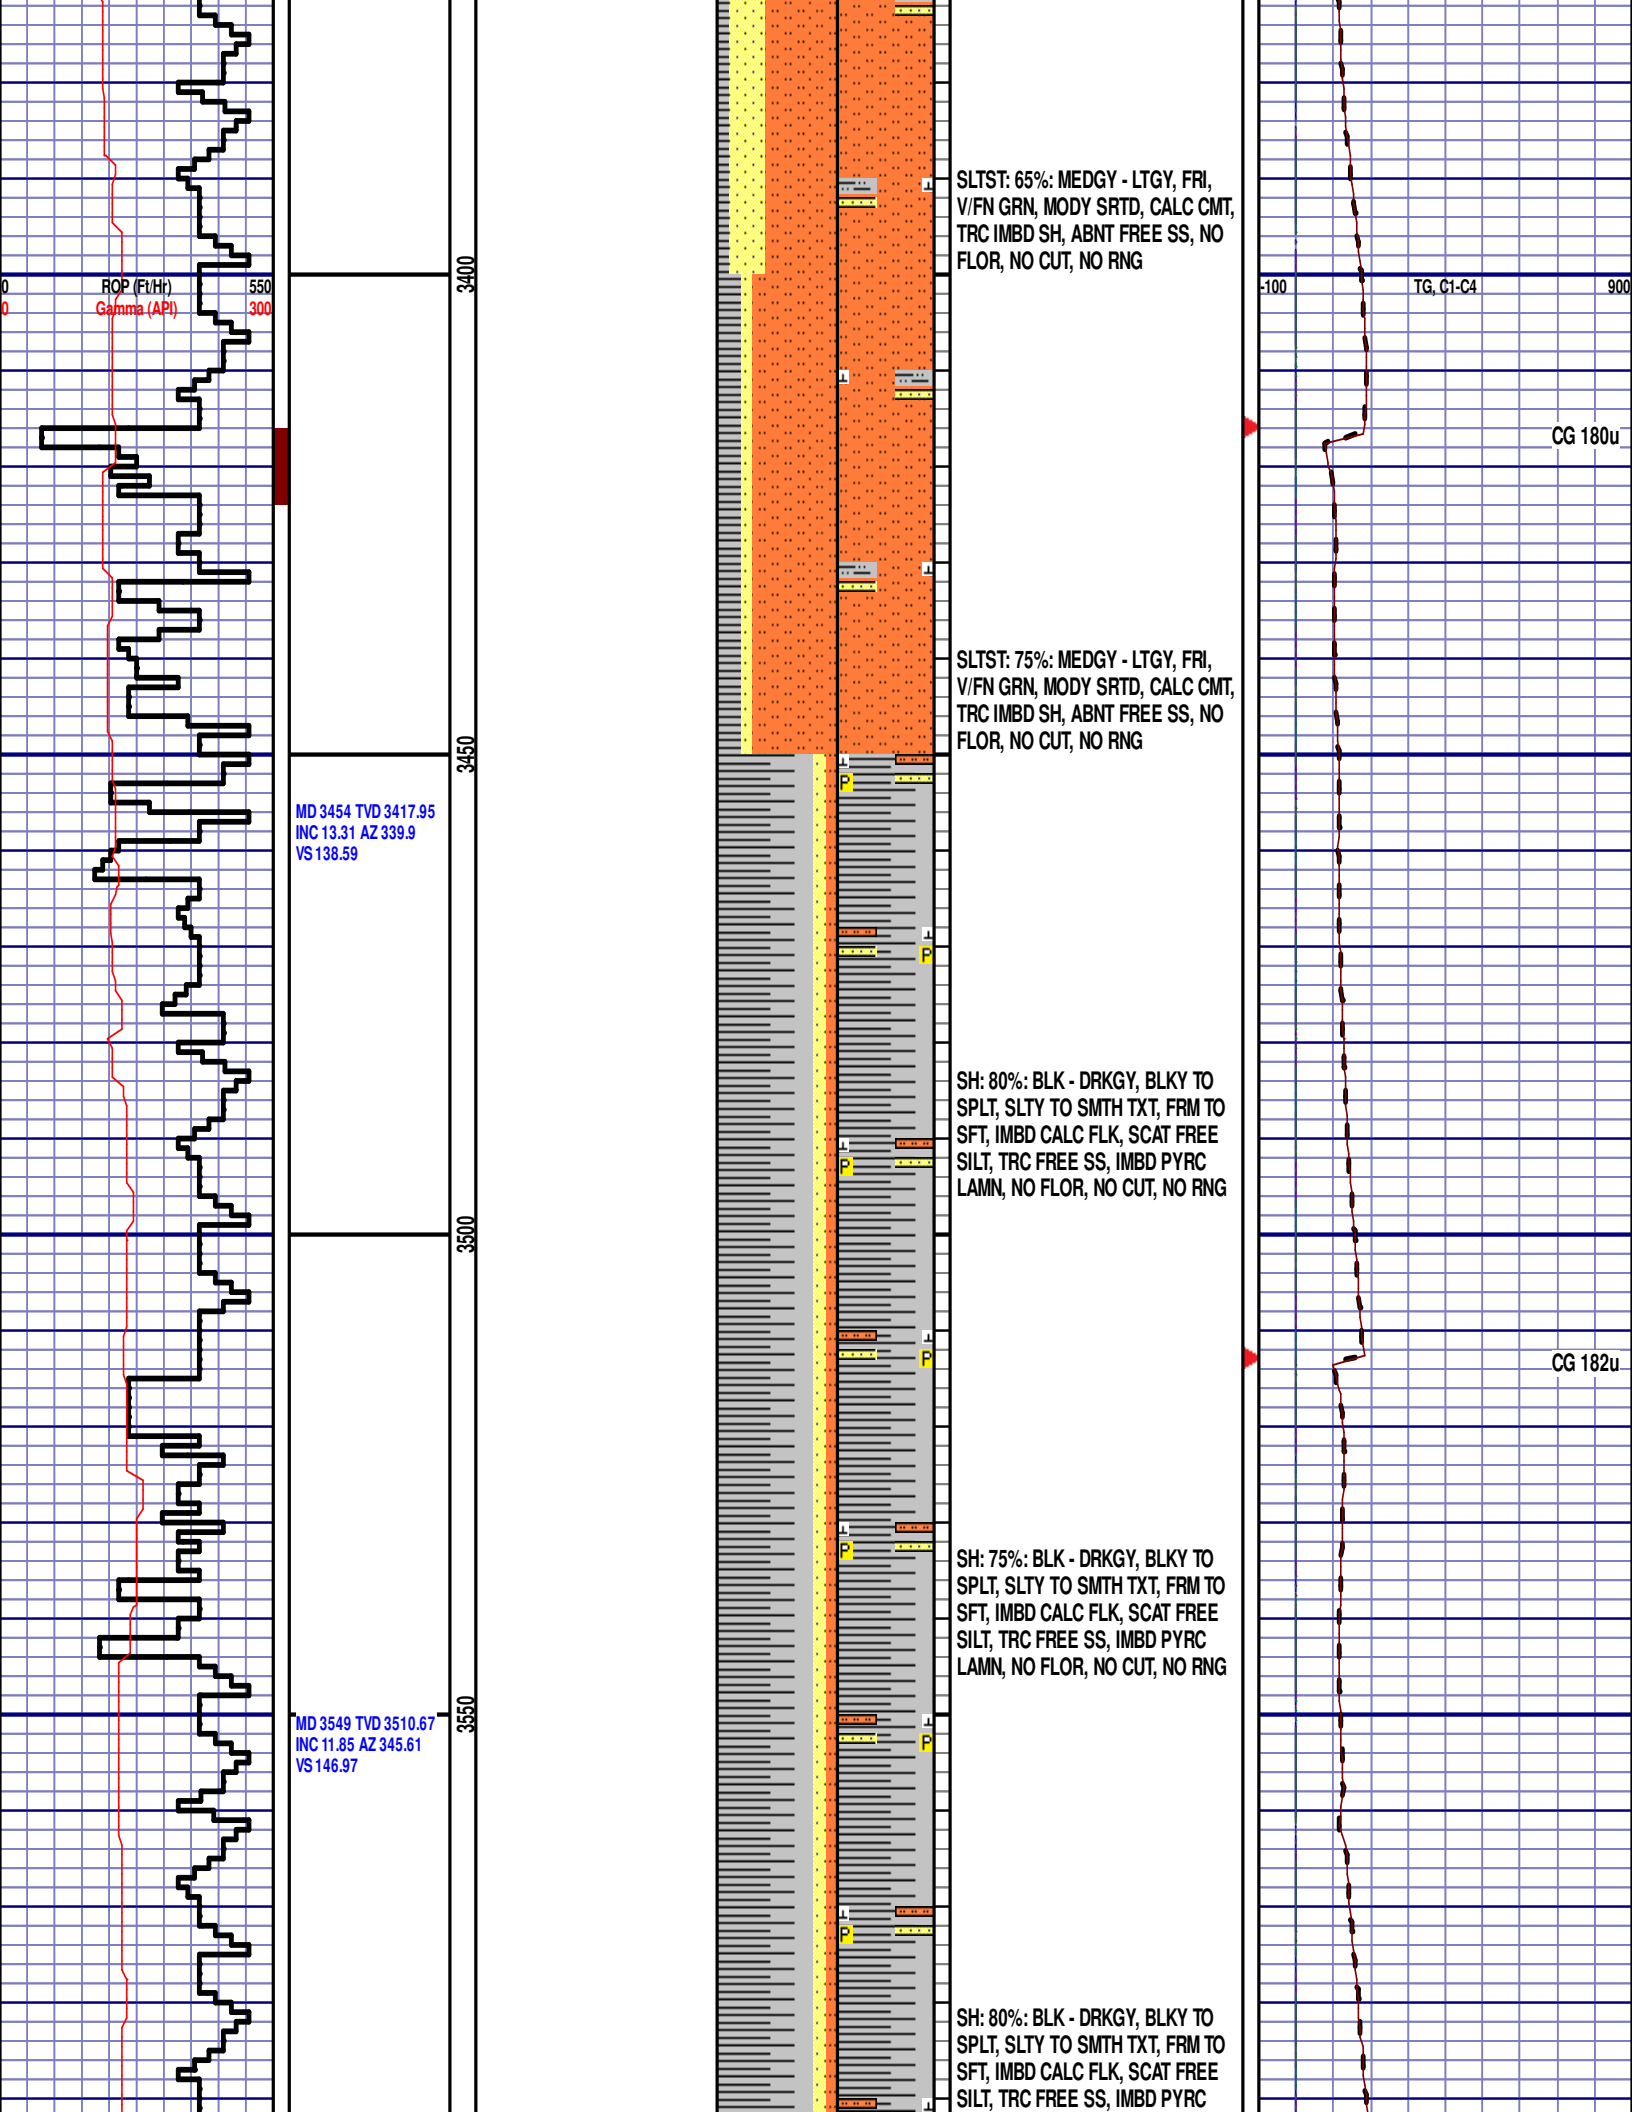 SLTST: 65%: MEDGY - LTGY, FRI,
V/FN GRN, MODY SRTD, CALC CMT,
TRC IMBD SH, ABNT FREE SS, NO
FLOR, NO CUT, NO RNG
3400
0 ROP (Ft/Hr) 550
0 Gamma (API) 300
-100 TG, C1-C4 900
CG 180u
SLTST: 75%: MEDGY - LTGY, FRI,
V/FN GRN, MODY SRTD, CALC CMT,
TRC IMBD SH, ABNT FREE SS, NO
FLOR, NO CUT, NO RNG
3450
P
MD 3454 TVD 3417.95
INC 13.31 AZ 339.9
VS 138.59
P
SH: 80%: BLK - DRKGY, BLKY TO
SPLT, SLTY TO SMTH TXT, FRM TO
SFT, IMBD CALC FLK, SCAT FREE
SILT, TRC FREE SS, IMBD PYRC
LAMN, NO FLOR, NO CUT, NO RNG
P
3500
P
CG 182u
P
SH: 75%: BLK - DRKGY, BLKY TO
SPLT, SLTY TO SMTH TXT, FRM TO
SFT, IMBD CALC FLK, SCAT FREE
SILT, TRC FREE SS, IMBD PYRC
LAMN, NO FLOR, NO CUT, NO RNG
3550
MD 3549 TVD 3510.67
INC 11.85 AZ 345.61
VS 146.97
P
P
SH: 80%: BLK - DRKGY, BLKY TO
SPLT, SLTY TO SMTH TXT, FRM TO
SFT, IMBD CALC FLK, SCAT FREE
SILT, TRC FREE SS, IMBD PYRC